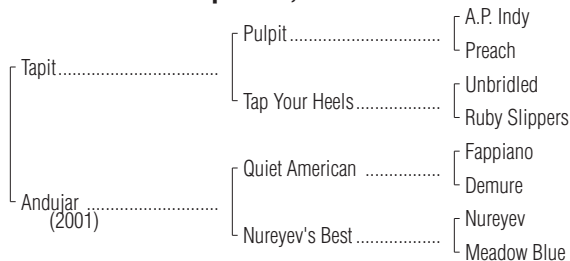 A.P. Indy
Pulpit
Preach
Tapit
Unbridled
Tap Your Heels
Ruby Slippers
Fappiano
Quiet American
Demure
Andujar
(2001)
Nureyev
Nureyev's Best
Meadow Blue